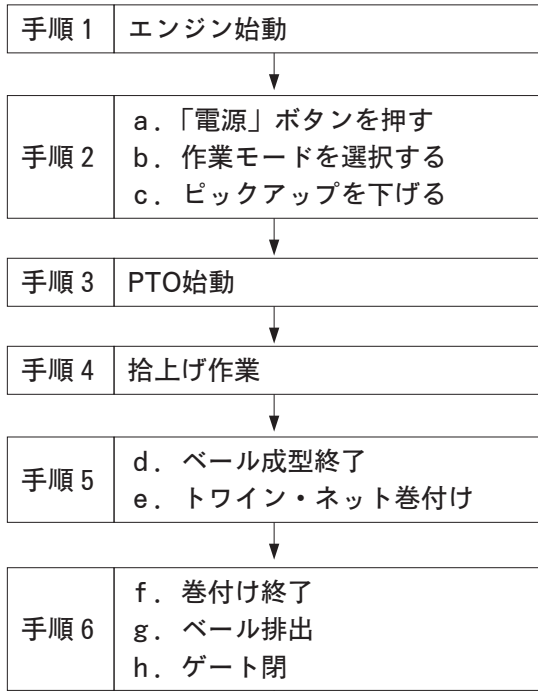 手順1 エンジン始動
手順2
a．「電源」ボタンを押す
b．作業モードを選択する
c．ピックアップを下げる
手順3 PTO始動
手順4 拾上げ作業
手順5
d．ベール成型終了
e．トワイン・ネット巻付け
手順6
f．巻付け終了
g．ベール排出
h．ゲート閉